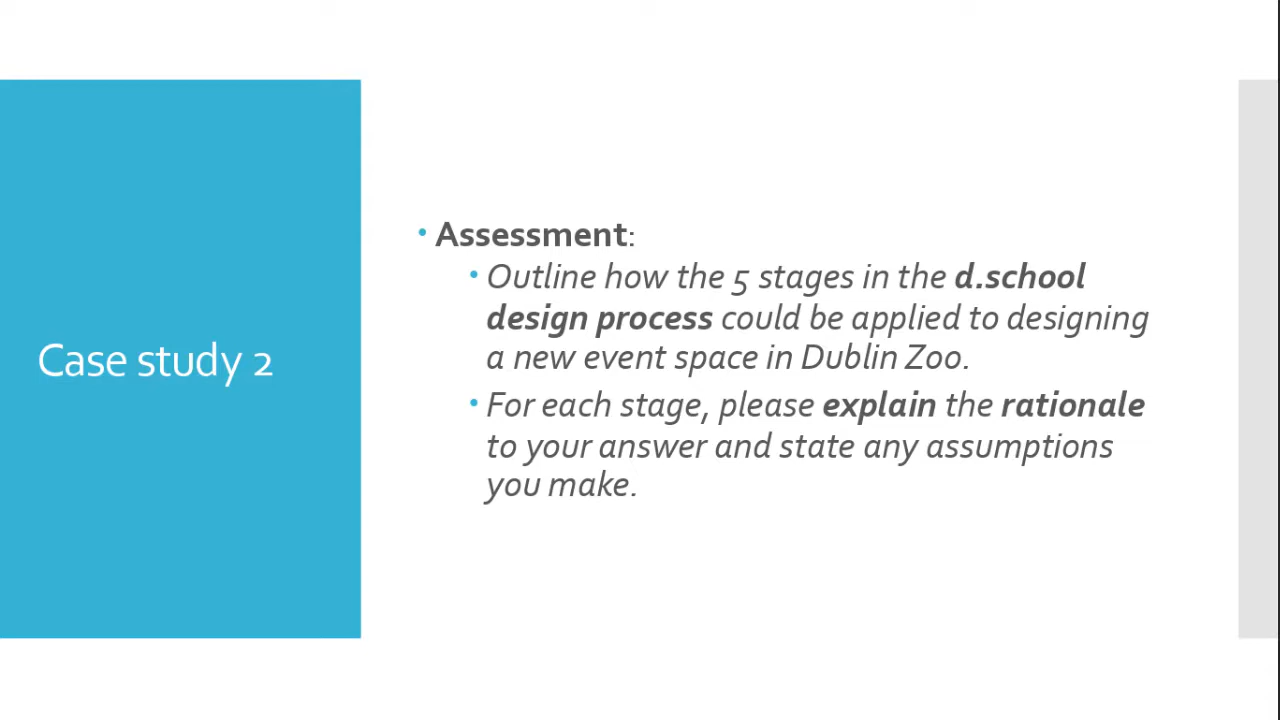 Case study 2
• Assessment:
• Outline how the 5 stages in the d.school
design process could be applied to designing
a new event space in Dublin Zoo.
• For each stage, please explain the rationale
to your answer and state any assumptions
you make.